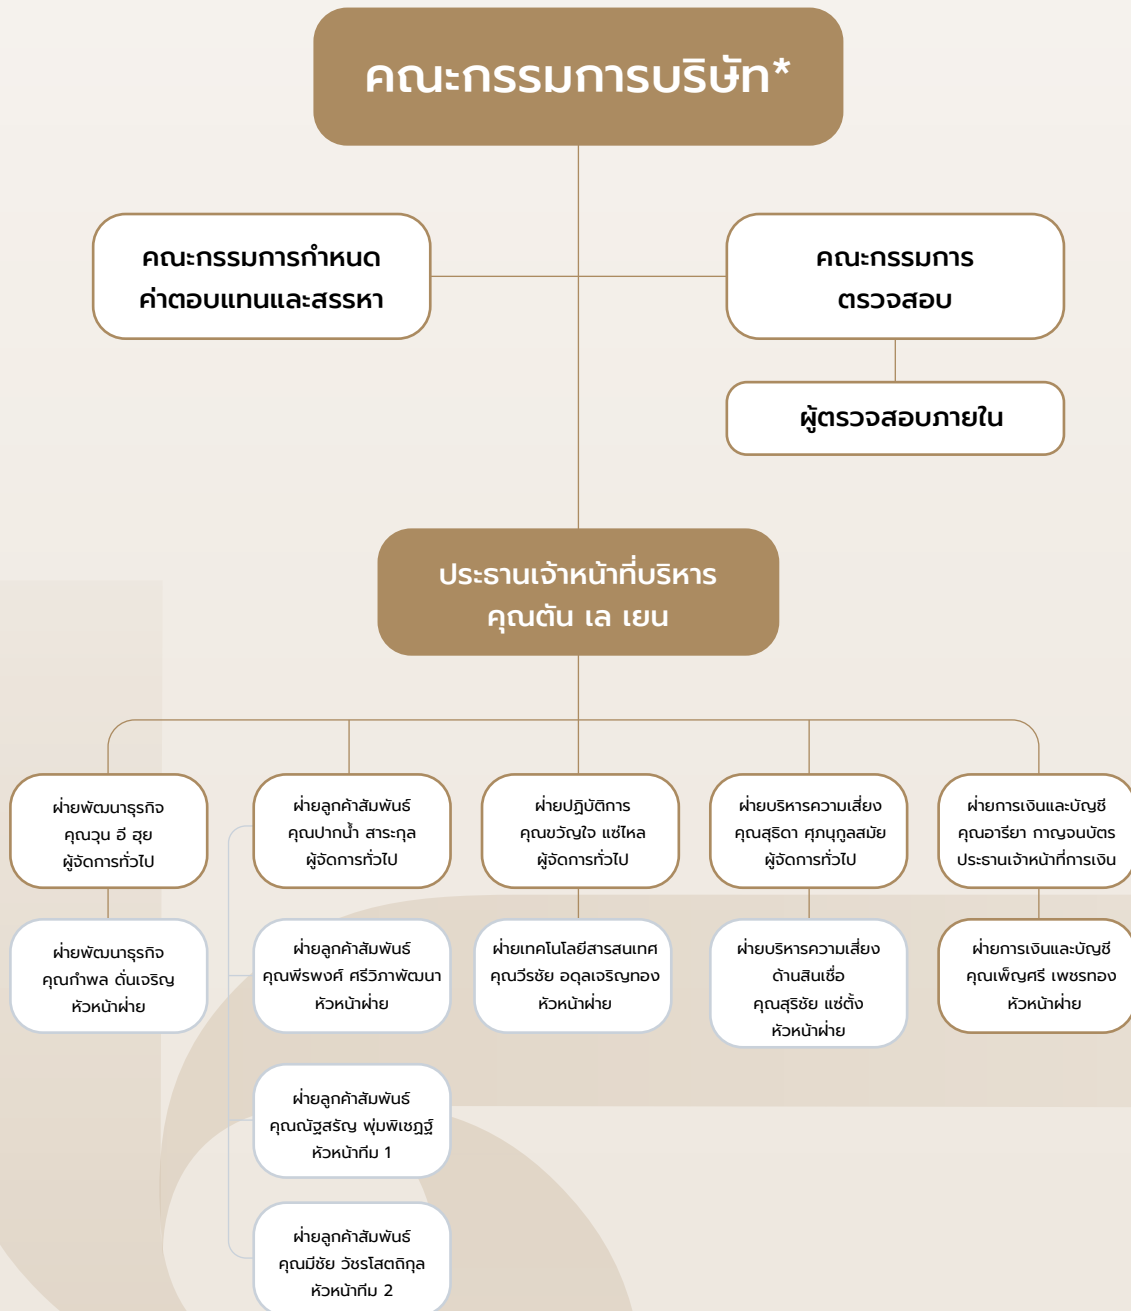 คณะกรรมการบริษัท*
คณะกรรมการกำหนด
ค่าตอบแทนและสรรหา
คณะกรรมการ
ตรวจสอบ
ผู้ตรวจสอบภายใน
ประธานเจ้าหน้าที่บริหาร
คุณตัน เล เยน
ฝ่ายพัฒนาธุรกิจ
คุณวุน อี ฮุย
ผู้จัดการทั่วไป
ฝ่ายลูกค้าสัมพันธ์
คุณปากน้ำ สาระกุล
ผู้จัดการทั่วไป
ฝ่ายปฏิบัติการ
คุณขวัญใจ แซ่ไหล
ผู้จัดการทั่วไป
ฝ่ายบริหารความเสี่ยง
คุณสุธิดา ศุภนุกูลสมัย
ผู้จัดการทั่วไป
ฝ่ายการเงินและบัญชี
คุณอารียา กาญจนบัตร
ประธานเจ้าหน้าที่การเงิน
ฝ่ายพัฒนาธุรกิจ
คุณกำพล ดั่นเจริญ
หัวหน้าฝ่าย
ฝ่ายลูกค้าสัมพันธ์
คุณพีรพงศ์ ศรีวิภาพัฒนา
หัวหน้าฝ่าย
ฝ่ายเทคโนโลยีสารสนเทศ
คุณวีรชัย อดุลเจริญทอง
หัวหน้าฝ่าย
ฝ่ายบริหารความเสี่ยง
ด้านสินเชื่อ
คุณสุริชัย แซ่ตั้ง
หัวหน้าฝ่าย
ฝ่ายการเงินและบัญชี
คุณเพ็ญศรี เพชรทอง
หัวหน้าฝ่าย
ฝ่ายลูกค้าสัมพันธ์
คุณณัฐสรัญ พุ่มพิเชฏฐ์
หัวหน้าทีม 1
ฝ่ายลูกค้าสัมพันธ์
คุณมีชัย วัชรโสตถิกุล
หัวหน้าทีม 2